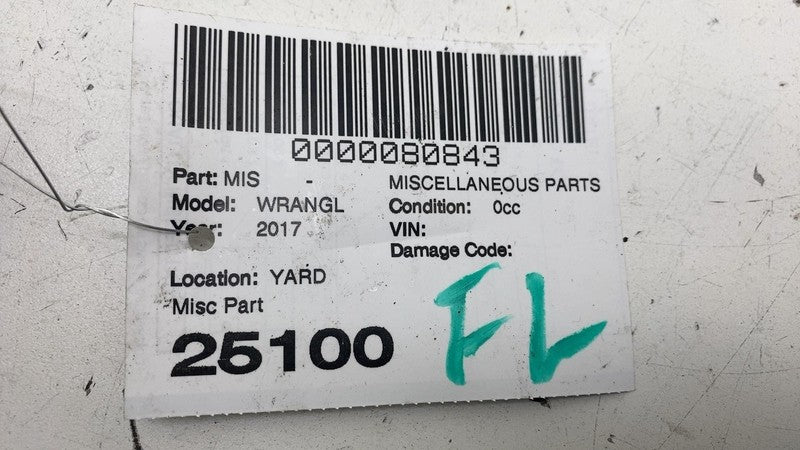 0000080843
Part: MIS - MISCELLANEOUS PARTS
Model: WRANGL Condition: 0cc
Year: 2017 VIN:
Damage Code:
Location: YARD
Misc Part
25100
FL